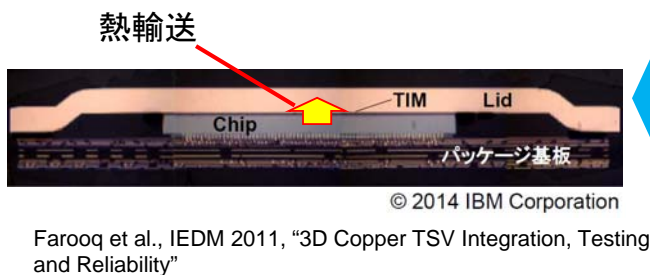 熱輸送
TIM
Lid
Chip
パッケージ基板
© 2014 IBM Corporation
Farooq et al., IEDM 2011, “3D Copper TSV Integration, Testing
and Reliability”